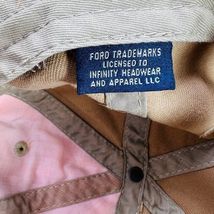 FORD TRADEMARKS
LICENSED TO
INFINITY HEADWEAR
AND APPAREL LLC